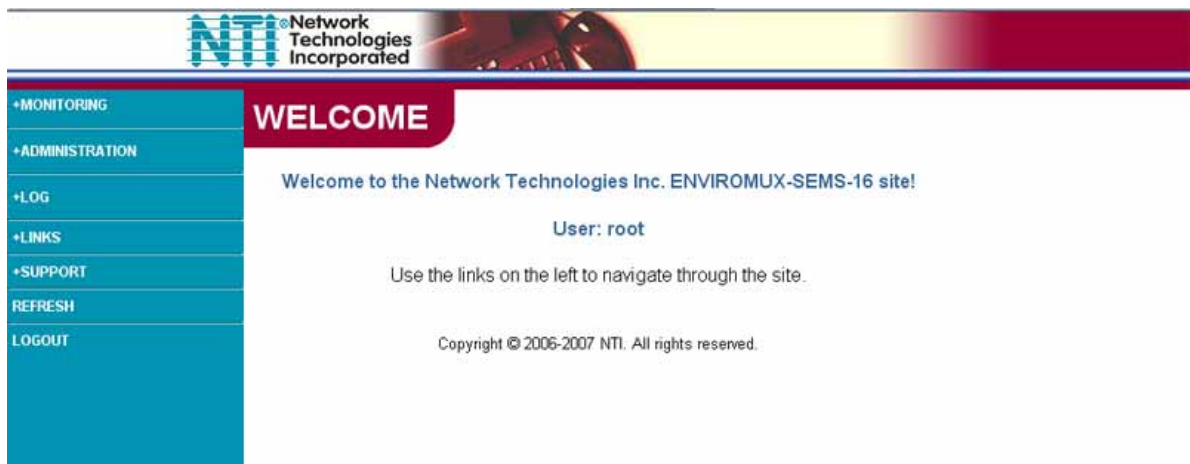 NTI® Network
Technologies
Incorporated
+MONITORING
+ADMINISTRATION
+LOG
+LINKS
+SUPPORT
REFRESH
LOGOUT
WELCOME
Welcome to the Network Technologies Inc. ENVIROMUX-SEMS-16 site!
User: root
Use the links on the left to navigate through the site.
Copyright © 2006-2007 NTI. All rights reserved.